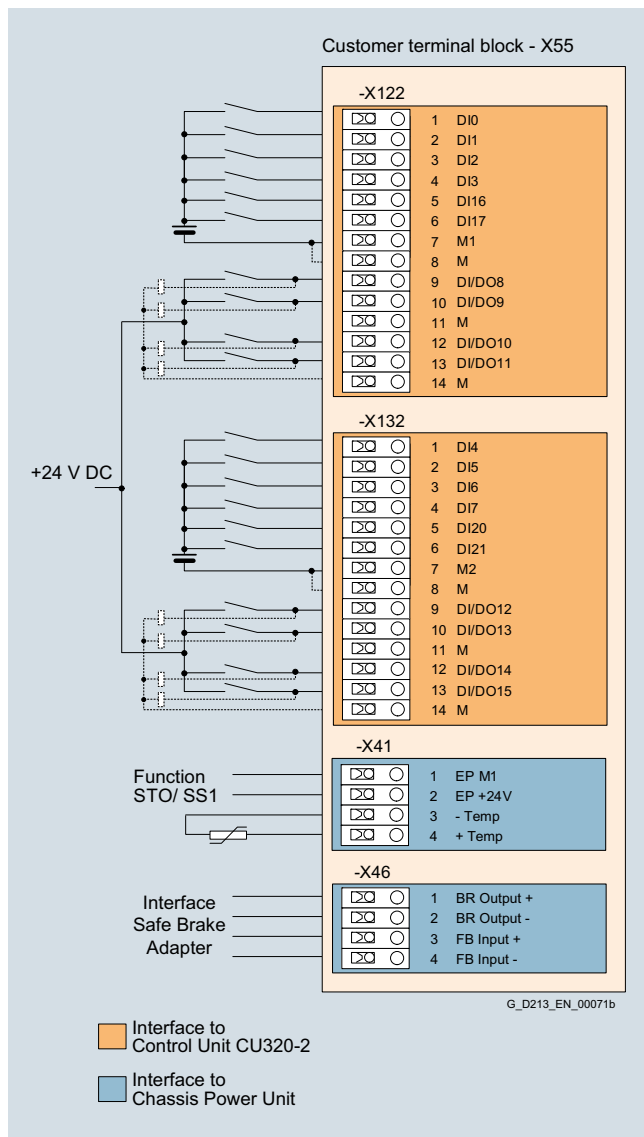 Customer terminal block - X55
-X122
1 DI0
2 DI1
3 DI2
4 DI3
5 DI16
6 DI17
7 M1
8 M
9 DI/DO8
10 DI/DO9
11 M
12 DI/DO10
13 DI/DO11
14 M
-X132
+24 V DC
1 DI4
2 DI5
3 DI6
4 DI7
5 DI20
6 DI21
7 M2
8 M
9 DI/DO12
10 DI/DO13
11 M
12 DI/DO14
13 DI/DO15
14 M
-X41
Function
STO/ SS1
1 EP M1
2 EP +24V
3 - Temp
4 + Temp
-X46
Interface
Safe Brake
Adapter
1 BR Output +
2 BR Output -
3 FB Input +
4 FB Input -
G_D213_EN_00071b
Interface to
Control Unit CU320-2
Interface to
Chassis Power Unit